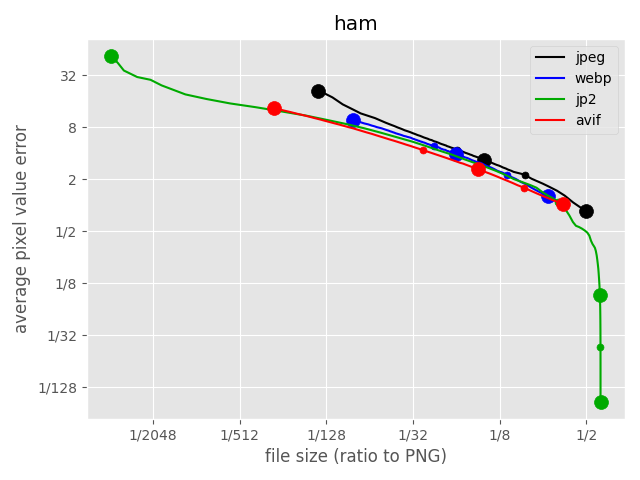 ham
jpeg
webp
jp2
avif
average pixel value error
32
8
2
1/2
1/8
1/32
1/128
1/2048
1/512
1/128
1/32
1/8
1/2
file size (ratio to PNG)